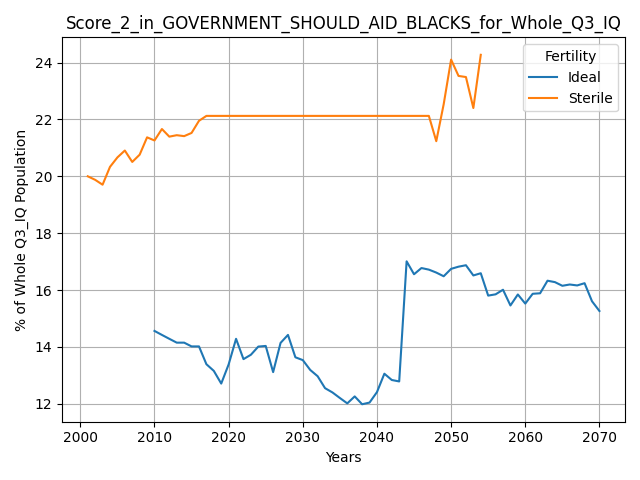 Score_2_in_GOVERNMENT_SHOULD_AID_BLACKS_for_Whole_Q3_IQ
Fertility
Ideal
Sterile
% of Whole Q3_IQ Population
24
22
20
18
16
14
12
2000 2010 2020 2030 2040 2050 2060 2070
Years